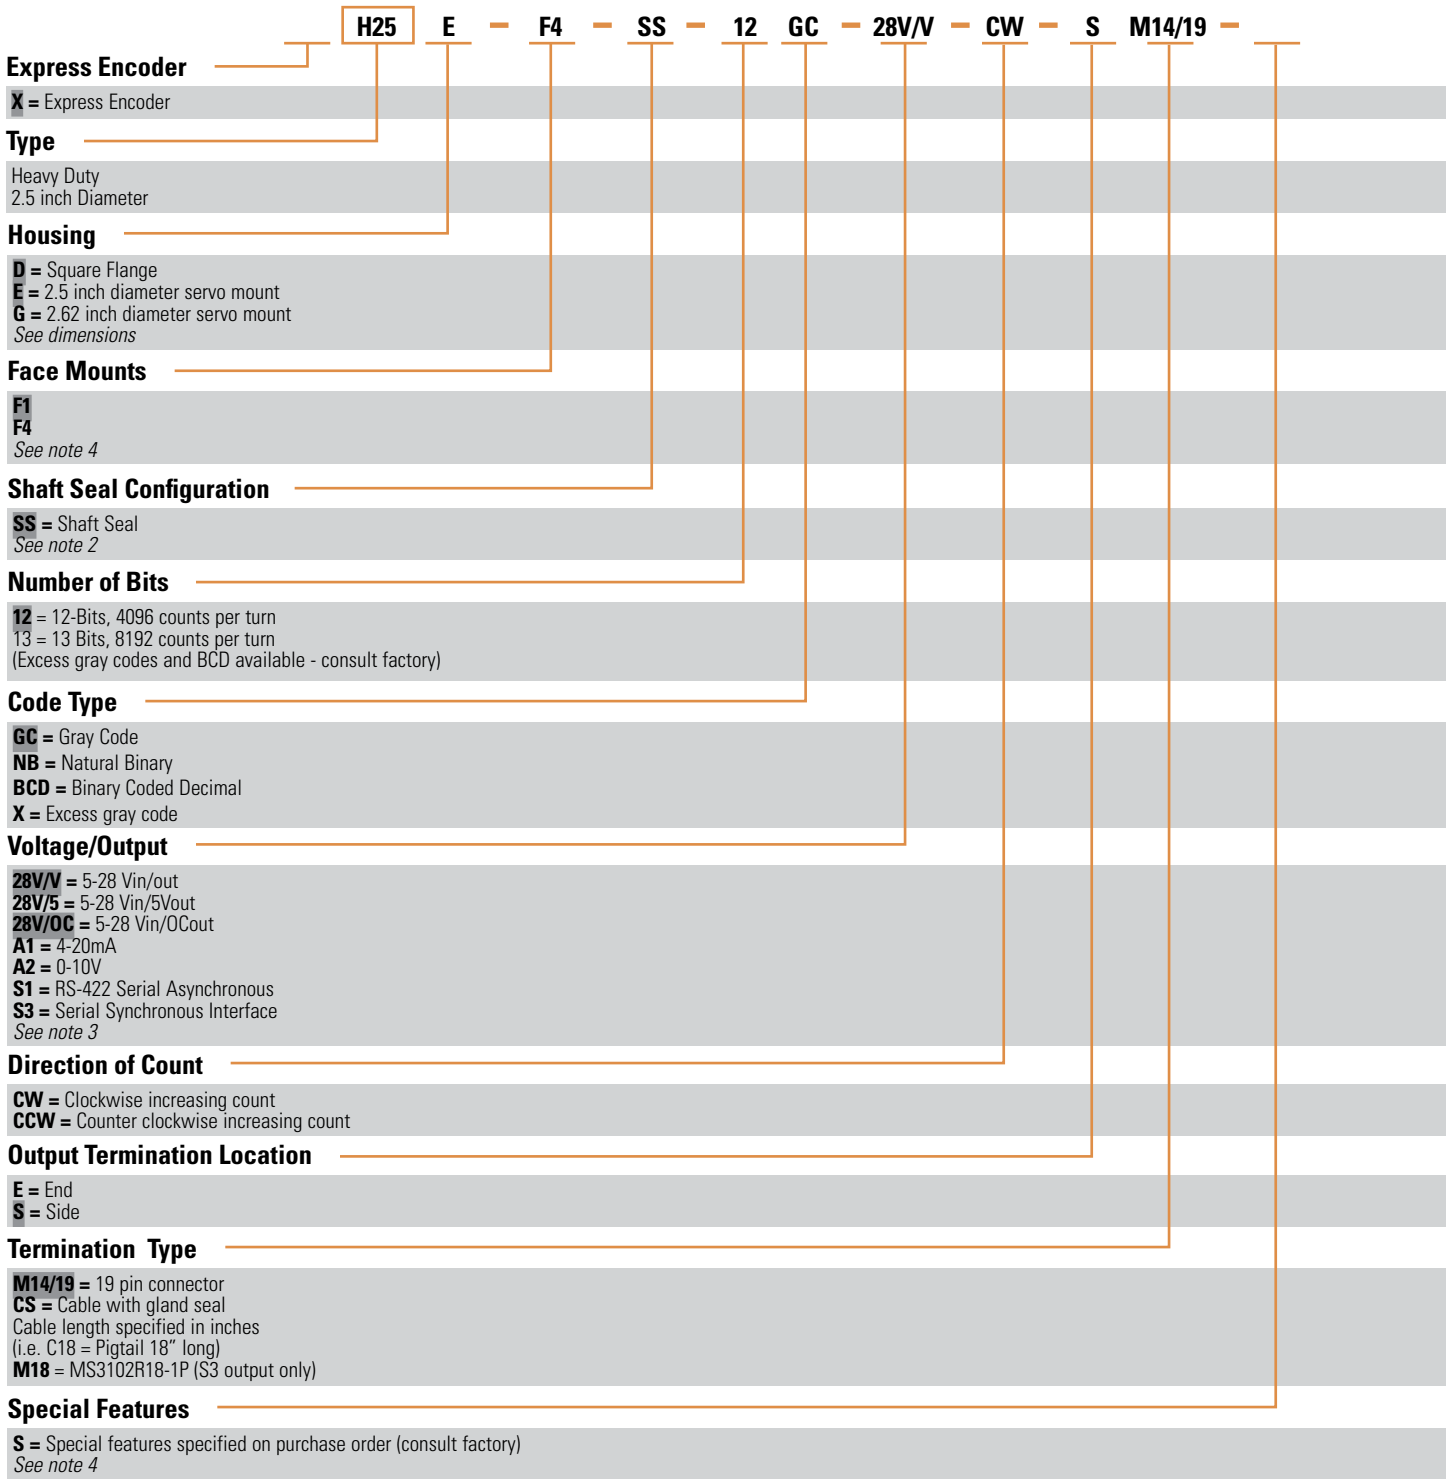 H25 E – F4 – SS – 12 GC – 28V/V – CW – S M14/19 –
Express Encoder
X = Express Encoder
Type
Heavy Duty
2.5 inch Diameter
Housing
D = Square Flange
E = 2.5 inch diameter servo mount
G = 2.62 inch diameter servo mount
See dimensions
Face Mounts
F1
F4
See note 4
Shaft Seal Configuration
SS = Shaft Seal
See note 2
Number of Bits
12 = 12-Bits, 4096 counts per turn
13 = 13 Bits, 8192 counts per turn
(Excess gray codes and BCD available - consult factory)
Code Type
GC = Gray Code
NB = Natural Binary
BCD = Binary Coded Decimal
X = Excess gray code
Voltage/Output
28V/V = 5-28 Vin/out
28V/5 = 5-28 Vin/5Vout
28V/OC = 5-28 Vin/OCout
A1 = 4-20mA
A2 = 0-10V
S1 = RS-422 Serial Asynchronous
S3 = Serial Synchronous Interface
See note 3
Direction of Count
CW = Clockwise increasing count
CCW = Counter clockwise increasing count
Output Termination Location
E = End
S = Side
Termination Type
M14/19 = 19 pin connector
CS = Cable with gland seal
Cable length specified in inches
(i.e. C18 = Pigtail 18” long)
M18 = MS3102R18-1P (S3 output only)
Special Features
S = Special features specified on purchase order (consult factory)
See note 4